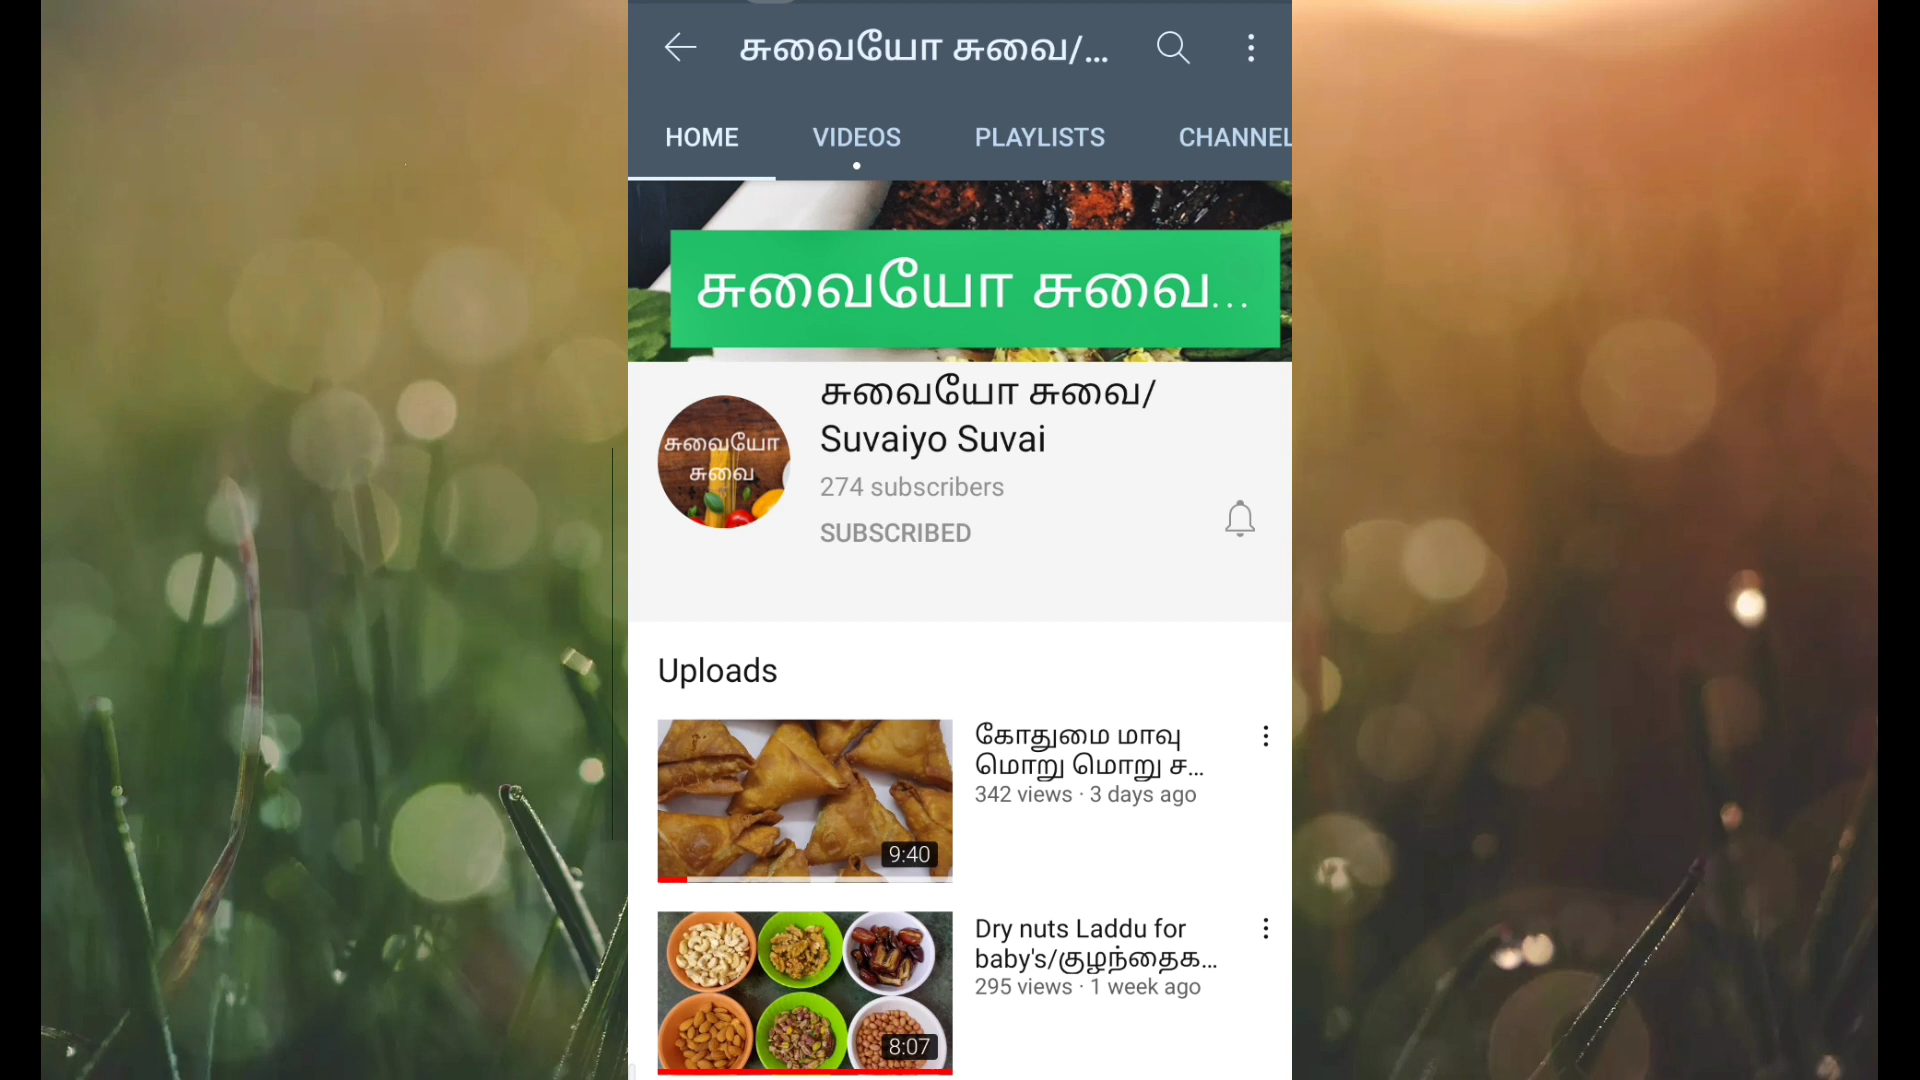 சுவையோ சுவை/...
HOME VIDEOS PLAYLISTS CHANNEL
சுவையோ சுவை...
சுவையோ சுவை/
Suvaiyo Suvai
சுவையோ
சுவை
274 subscribers
SUBSCRIBED
Uploads
கோதுமை மாவு
மொறு மொறு ச...
342 views · 3 days ago
9:40
Dry nuts Laddu for
baby's/குழந்தைக...
295 views · 1 week ago
8:07